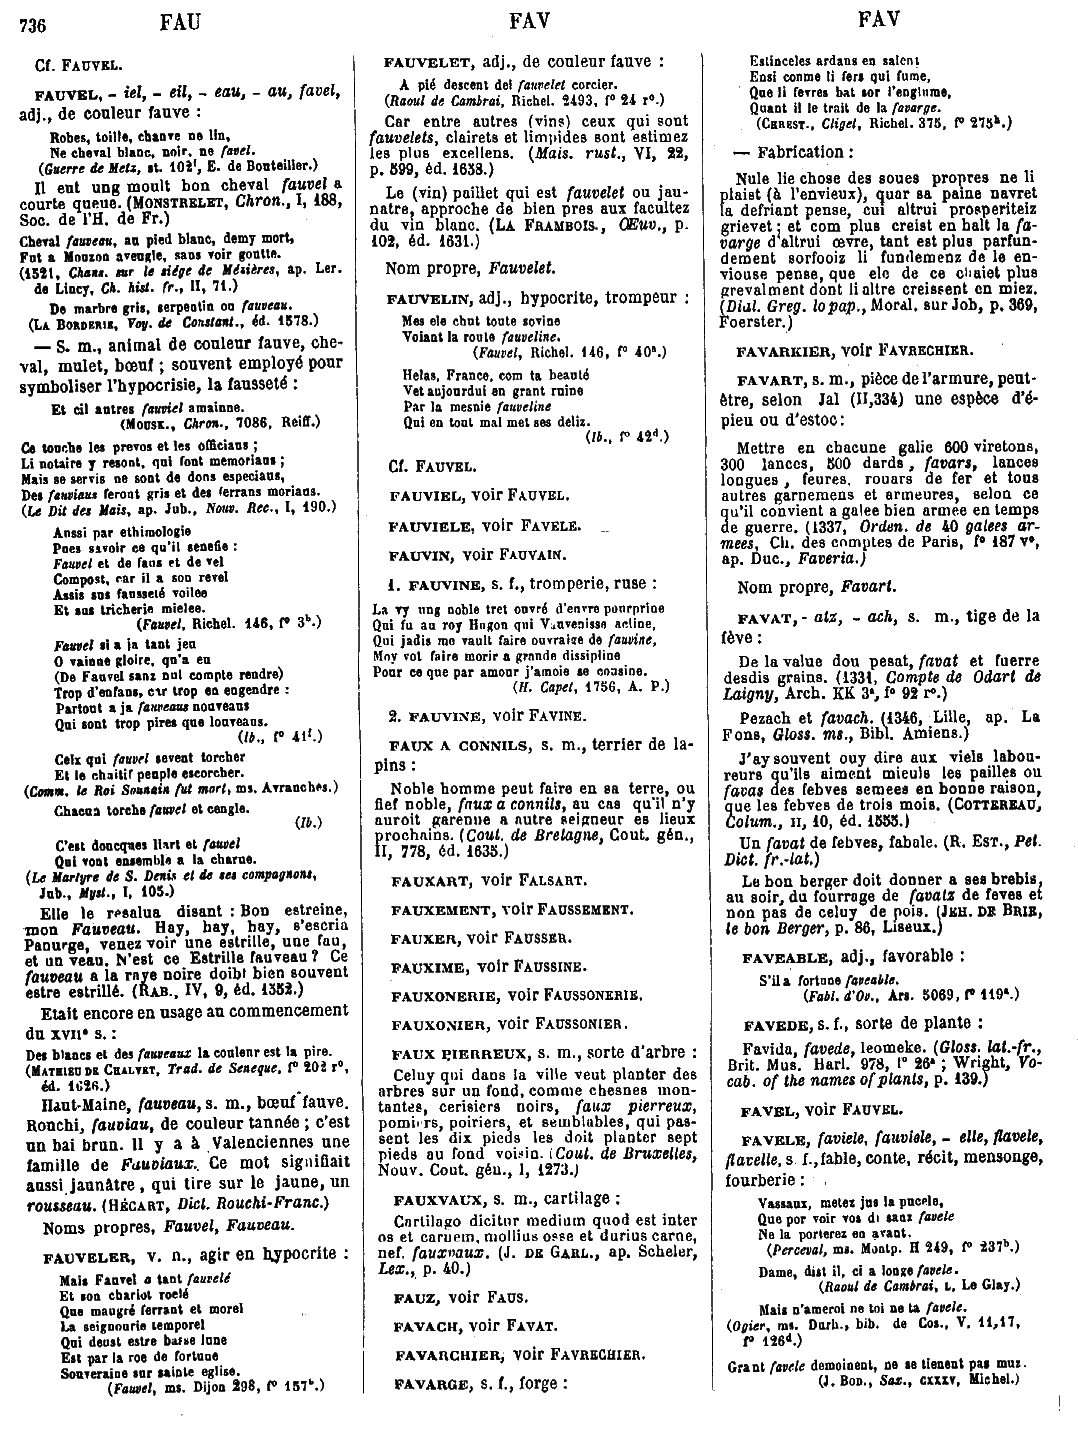 736
FAU
FAV
FAV
Cf. FAUVEL.
FAUVEL, - iel, - eil, - eau, - au, favel,
adj., de couleur fauve :
Robes, toille, chanve ne lin,
Ne cheval blanc, noir, ne favel.
(Guerre de Metz, st. 102f, E. de Bouteiller.)
Il eut ung moult bon cheval fauvel a
courte queue. (MONSTRELET, Chron., I, 188,
Soc. de l'H. de Fr.)
Cheval fauveau, au pied blanc, demy mort,
Fut a Mouzon aveugle, sans voir goutte.
(1521, Chans. sur le siége de Mésières, ap. Ler.
de Lincy, Ch. hist. fr., II, 71.)
De marbre gris, serpentin ou fauveau.
(LA BORDERIE, Voy. de Constant., éd. 1578.)
— S. m., animal de couleur fauve, che-
val, mulet, bœuf ; souvent employé pour
symboliser l'hypocrisie, la fausseté :
Et cil autres fauviel amainne.
(MOUSK., Chron., 7086, Reiff.)
Ce touche les prevos et les officians ;
Li notaire y resont, qui font memorians ;
Mais se servis ne sont de dons especians,
Des fauviaus feront gris et des ferrans morians.
(Le Dit des Mais, ap. Jub., Nouv. Rec., I, 190.)
Aussi par ethimologie
Pues savoir ce qu'il senefie :
Fauvel et de faus et de vel
Compost, car il a son revel
Assis sus fausseté voilee
Et sus tricherie mielee.
(Fauvel, Richel. 146, f° 3b.)
Fauvel si a ja tant jeu
O vainne gloire, qu'a eu
(De Fauvel sanz nul compte rendre)
Trop d'enfans, car trop en engendre :
Partout a ja fauveaus nouveaus
Qui sont trop pires que louveaus.
(Ib., f° 41f.)
Celx qui fauvel sevent torcher
Et le chaitif peuple escorcher.
(Comm. le Roi Souuain fut mort, ms. Avranches.)
Chacun torche fauvel et cengle.
(Ib.)
C'est doncques Hart et fauvel
Qui vont ensemble a la charue.
(Le Martyre de S. Denis et de ses compagnons,
Jub., Myst., I, 105.)
Elle le resalua disant : Bon estreine,
mon Fauveau. Hay, hay, hay, s'escria
Panurge, venez voir une estrille, une fau,
et un veau. N'est ce Estrille fauveau ? Ce
fauveau a la raye noire doibt bien souvent
estre estrillé. (RAB., IV, 9, éd. 1552.)
Etait encore en usage au commencement
du XVIIe s. :
Des blancs et des fauveaux la couleur est la pire.
(MATHIEU DE CHALVET, Trad. de Seneque, f° 202 r°,
éd. 1626.)
Haut-Maine, fauveau, s. m., bœuf fauve.
Rouchi, fauviau, de couleur tannée ; c'est
un bai brun. Il y a à Valenciennes une
famille de Fauviaux. Ce mot signifiait
aussi jaunâtre, qui tire sur le jaune, un
rousseau. (HÉCART, Dict. Rouchi-Franc.)
Noms propres, Fauvel, Fauveau.
FAUVELER, v. n., agir en hypocrite :
Mais Fauvel a tant fauvelé
Et son chariot roelé
Que maugré ferrant et morel
La seignourie temporel
Qui deust estre basse lune
Est par la roe de fortune
Souveraine sur sainte eglise.
(Fauvel, ms. Dijon 298, f° 157b.)
FAUVELET, adj., de couleur fauve :
A pié descent del fauvelet corcier.
(Raoul de Cambrai, Richel. 2493, f° 24 r°.)
Car entre autres (vins) ceux qui sont
fauvelets, clairets et limpides sont estimez
les plus excellens. (Mais. rust., VI, 22,
p. 599, éd. 1658.)
Le (vin) paillet qui est fauvelet ou jau-
natre, approche de bien pres aux facultez
du vin blanc. (LA FRAMBOIS., Œuv., p.
102, éd. 1631.)
Nom propre, Fauvelet.
FAUVELIN, adj., hypocrite, trompeur :
Mes ele chut toute sovine
Voiant la route fauveline.
(Fauvel, Richel. 146, f° 40a.)
Helas, France, com ta beauté
Vet aujourdui en grant ruine
Par la mesnie fauveline
Qui en tout mal met ses deliz.
(Ib., f° 42d.)
Cf. FAUVEL.
FAUVIEL, voir FAUVEL.
FAUVIELE, voir FAVELE.
FAUVIN, voir FAUVAIN.
1. FAUVINE, s. f., tromperie, ruse :
La vy ung noble tret ouvré d'euvre pourprine
Qui fu au roy Hugon qui Vauvenisse acline,
Qui jadis me vault faire ouvraige de fauvine,
Moy vol faire morir a grande dissipline
Pour ce que par amour j'amoie se cousine.
(H. Capet, 1756, A. P.)
2. FAUVINE, voir FAVINE.
FAUX A CONNILS, s. m., terrier de la-
pins :
Noble homme peut faire en sa terre, ou
fief noble, faux a connils, au cas qu'il n'y
auroit garenne a autre seigneur es lieux
prochains. (Cout. de Bretagne, Cout. gén.,
II, 778, éd. 1635.)
FAUXART, voir FALSART.
FAUXEMENT, voir FAUSSEMENT.
FAUXER, voir FAUSSER.
FAUXIME, voir FAUSSINE.
FAUXONERIE, voir FAUSSONERIE.
FAUXONIER, voir FAUSSONIER.
FAUX PIERREUX, s. m., sorte d'arbre :
Celuy qui dans la ville veut planter des
arbres sur un fond, comme chesnes mon-
tantes, cerisiers noirs, faux pierreux,
pomiers, poiriers, et semblables, qui pas-
sent les dix pieds les doit planter sept
pieds au fond voisin. (Cout. de Bruxelles,
Nouv. Cout. gén., I, 1273.)
FAUXVAUX, s. m., cartilage :
Cartilago dicitur medium quod est inter
os et carnem, mollius osse et durius carne,
nef. fauxvaux. (J. DE GARL., ap. Scheler,
Lex., p. 40.)
FAUZ, voir FAUS.
FAVACH, voir FAVAT.
FAVARCHIER, voir FAVRECHIER.
FAVARGE, s. f., forge :
Estinceles ardans en salent
Ensi conme li fers qui fume,
Que li fevres bat sor l'englume,
Quant il le trait de la favarge.
(CHREST., Cliget, Richel. 375, f° 275b.)
— Fabrication :
Nule lie chose des soues propres ne li
plaist (à l'envieux), quar sa paine navret
la defriant pense, cui altrui prosperiteiz
grievet ; et com plus creist en halt la fa-
varge d'altrui œvre, tant est plus parfun-
dement sorfooiz li fundemenz de le en-
viouse pense, que ele de ce chaiet plus
grevalment dont li altre creissent en miez.
(Dial. Greg. lo pap., Moral. sur Job, p. 369,
Foerster.)
FAVARKIER, voir FAVRECHIER.
FAVART, s. m., pièce de l'armure, peut-
être, selon Jal (II,334) une espèce d'é-
pieu ou d'estoc:
Mettre en chacune galie 600 viretons,
300 lances, 500 dards, favars, lances
longues, feures, rouars de fer et tous
autres garnemens et armeures, selon ce
qu'il convient a galee bien armee en temps
de guerre. (1337, Orden. de 40 galees ar-
mees, Ch. des comptes de Paris, f° 187 v°,
ap. Duc., Faveria.)
Nom propre, Favart.
FAVAT, - atz, - ach, s. m., tige de la
fève :
De la value dou pesat, favat et fuerre
desdis grains. (1331, Compte de Odart de
Laigny, Arch. KK 3a, f° 92 r°.)
Pezach et favach. (1346, Lille, ap. La
Fons, Gloss. ms., Bibl. Amiens.)
J'ay souvent ouy dire aux viels labou-
reurs qu'ils aiment mieuls les pailles ou
favas des febves semees en bonne raison,
que les febves de trois mois. (COTTEREAU,
Colum., II, 10, éd. 1555.)
Un favat de febves, fabale. (R. EST., Pet.
Dict. fr.-lat.)
Le bon berger doit donner a ses brebis,
au soir, du fourrage de favatz de feves et
non pas de celuy de pois. (JEH. DE BRIE,
le bon Berger, p. 86, Liseux.)
FAVEABLE, adj., favorable :
S'il a fortune faveable.
(Fabl. d'Ov., Ars. 5069, f° 119a.)
FAVEDE, s. f., sorte de plante :
Favida, favede, leomeke. (Gloss. lat.-fr.,
Brit. Mus. Harl. 978, f° 26a ; Wright, Vo-
cab. of the names of plants, p. 139.)
FAVEL, voir FAUVEL.
FAVELE, faviele, fauviele, - elle, flavele,
flavelle, s. f., fable, conte, récit, mensonge,
fourberie :
Vassaux, metez jus la pucele,
Que por voir vos di sanz favele
Ne la porterez en avant.
(Perceval, ms. Montp. H 249, f° 237b.)
Dame, dist il, ci a longe favele.
(Raoul de Cambrai, L, Le Glay.)
Mais n'ameroi ne toi ne ta favele.
(Ogier, ms. Durh., bib. de Cos., V. 11,17,
f° 126d.)
Grant favele demoinent, ne se tienent pas muz.
(J. BOD., Sax., CXXXV, Michel.)